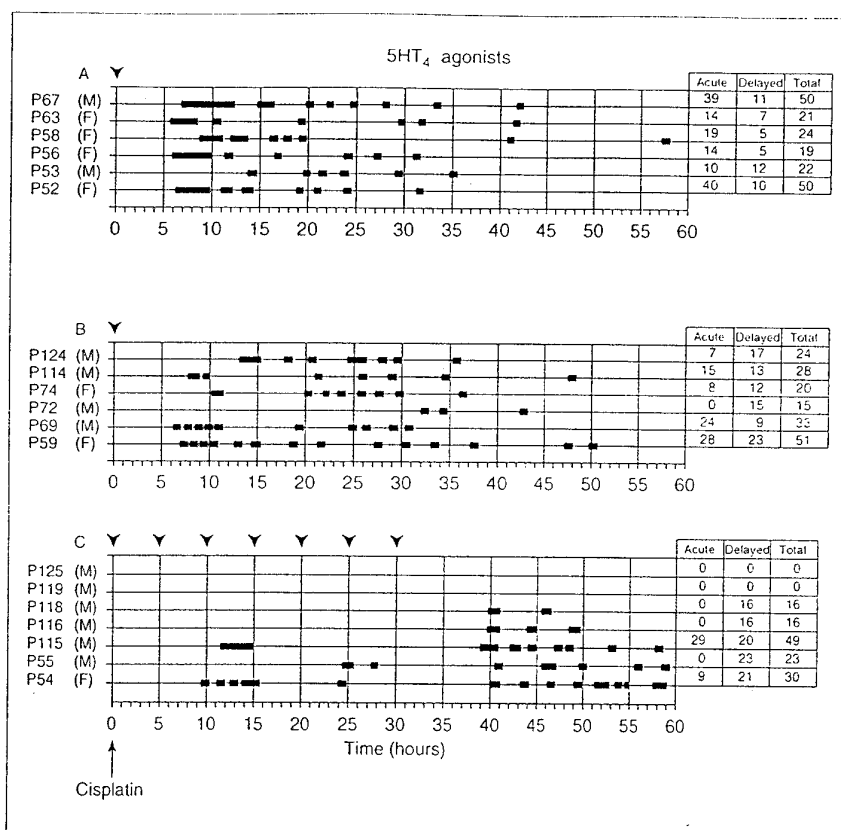 5HT4 agonists
A
Acute Delayed Total
P67 (M) 39 11 50
P63 (F) 14 7 21
P58 (F) 19 5 24
P56 (F) 14 5 19
P53 (M) 10 12 22
P52 (F) 40 10 50
0 5 10 15 20 25 30 35 40 45 50 55 60
B
Acute Delayed Total
P124 (M) 7 17 24
P114 (M) 15 13 28
P74 (F) 8 12 20
P72 (M) 0 15 15
P69 (M) 24 9 33
P59 (F) 28 23 51
0 5 10 15 20 25 30 35 40 45 50 55 60
C
Acute Delayed Total
P125 (M) 0 0 0
P119 (M) 0 0 0
P118 (M) 0 16 16
P116 (M) 0 16 16
P115 (M) 29 20 49
P55 (M) 0 23 23
P54 (F) 9 21 30
0 5 10 15 20 25 30 35 40 45 50 55 60
Time (hours)
Cisplatin